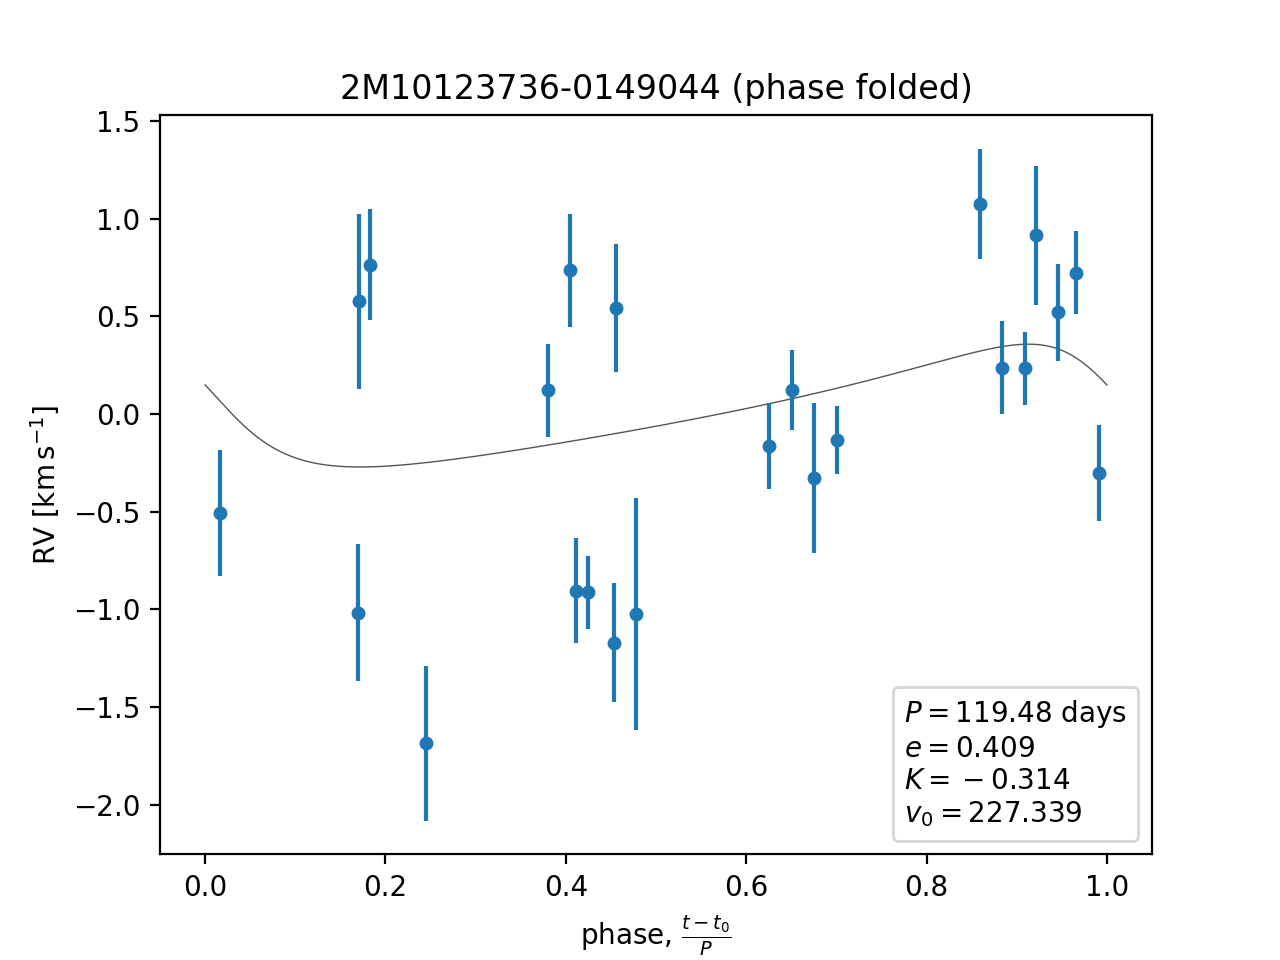 2M10123736-0149044 (phase folded)
1.5
1.0
0.5
0.0
−0.5
−1.0
−1.5
−2.0
RV [km s⁻¹]
P = 119.48 days
e = 0.409
K = −0.314
v₀ = 227.339
0.0 0.2 0.4 0.6 0.8 1.0
phase, (t − t₀)/P